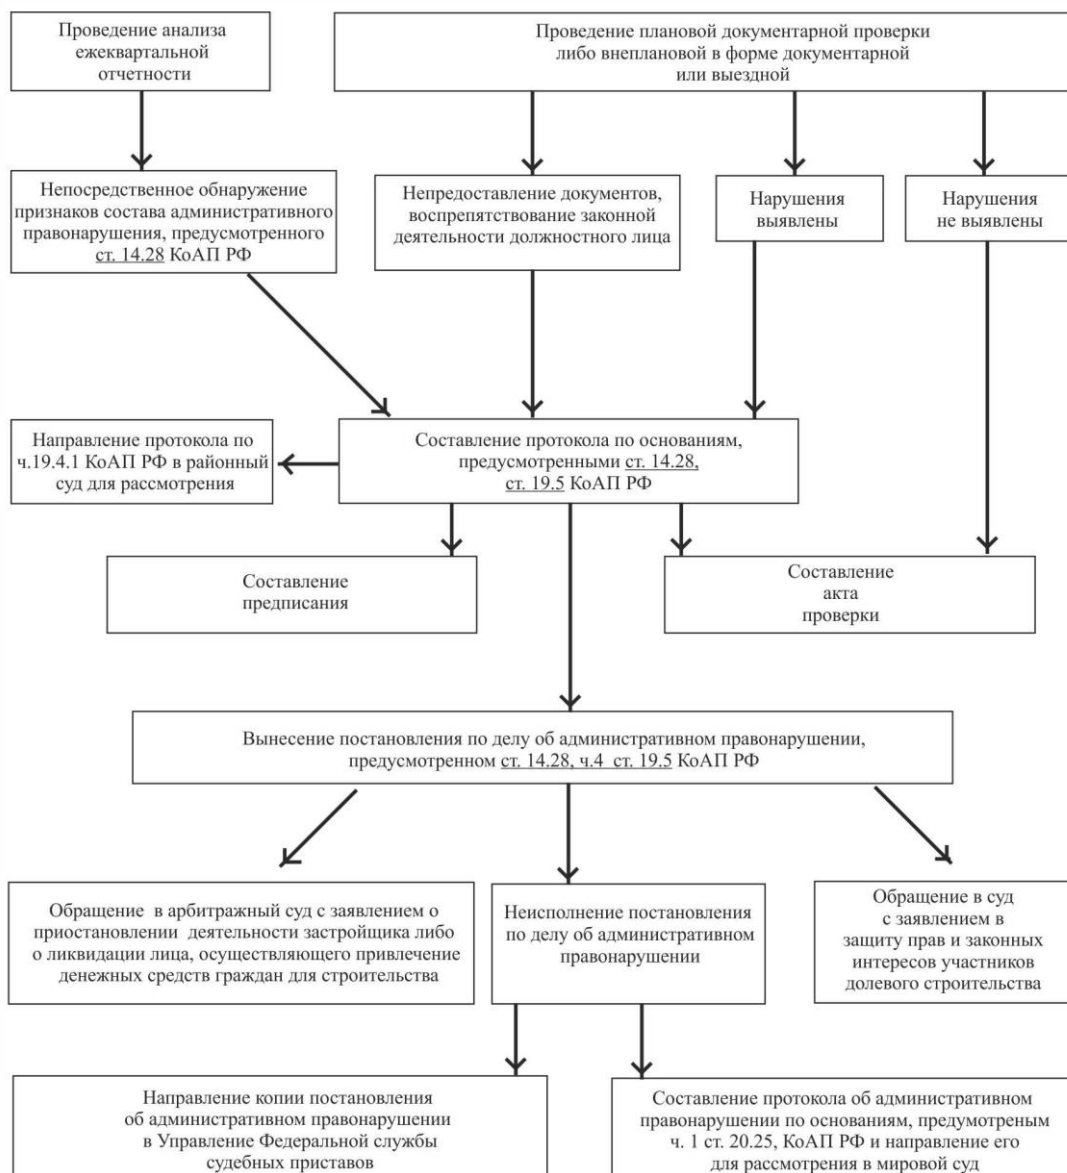 Проведение анализа
ежеквартальной
отчетности
Проведение плановой документарной проверки
либо внеплановой в форме документарной
или выездной
Непосредственное обнаружение
признаков состава административного
правонарушения, предусмотренного
ст. 14.28 КоАП РФ
Непредоставление документов,
воспрепятствование законной
деятельности должностного лица
Нарушения
выявлены
Нарушения
не выявлены
Направление протокола по
ч.19.4.1 КоАП РФ в районный
суд для рассмотрения
Составление протокола по основаниям,
предусмотренными ст. 14.28,
ст. 19.5 КоАП РФ
Составление
предписания
Составление
акта
проверки
Вынесение постановления по делу об административном правонарушении,
предусмотренном ст. 14.28, ч.4 ст. 19.5 КоАП РФ
Обращение в арбитражный суд с заявлением о
приостановлении деятельности застройщика либо
о ликвидации лица, осуществляющего привлечение
денежных средств граждан для строительства
Неисполнение постановления
по делу об административном
правонарушении
Обращение в суд
с заявлением в
защиту прав и законных
интересов участников
долевого строительства
Направление копии постановления
об административном правонарушении
в Управление Федеральной службы
судебных приставов
Составление протокола об административном
правонарушении по основаниям, предумотреным
ч. 1 ст. 20.25, КоАП РФ и направление его
для рассмотрения в мировой суд